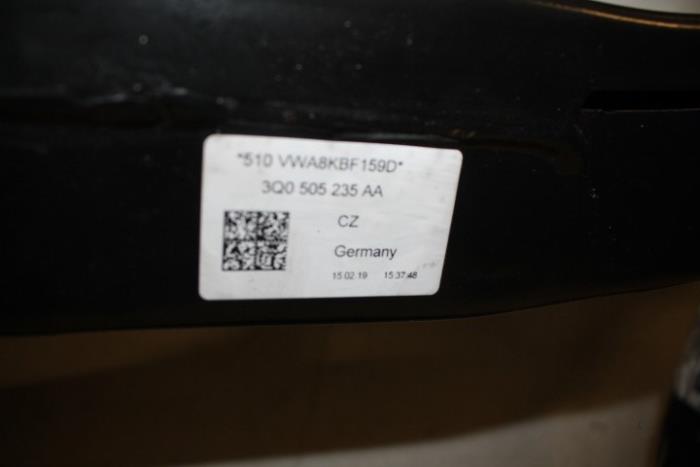 *510 VWA8KBF159D*
3Q0 505 235 AA
CZ
Germany
15.02.19 15:37:48